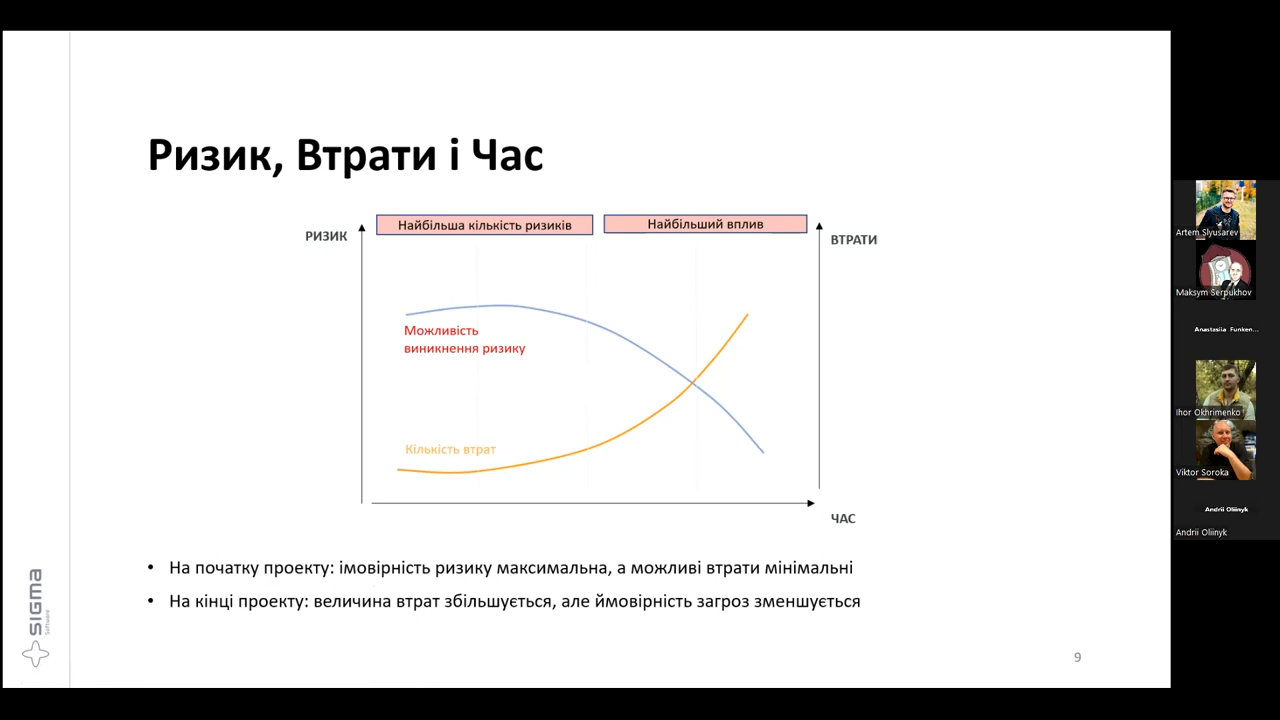 Ризик, Втрати і Час
Найбільша кількість ризиків
Найбільший вплив
РИЗИК
ВТРАТИ
Можливість
виникнення ризику
Кількість втрат
ЧАС
• На початку проекту: імовірність ризику максимальна, а можливі втрати мінімальні
• На кінці проекту: величина втрат збільшується, але ймовірність загроз зменшується
SIGMA
Software
9
Artem Slyusarev
Maksym Serpukhov
Anastasiia Funken...
Ihor Okhrimenko
Viktor Soroka
Andrii Oliinyk
Andrii Oliinyk